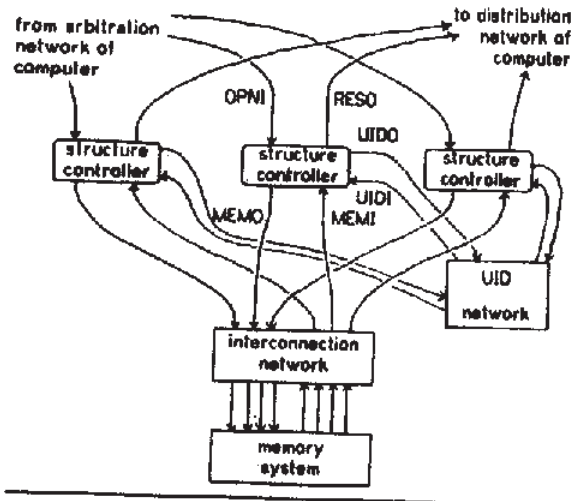 from arbitration
network of
computer
to distribution
network of
computer
OPNI
RESO
UIDO
structure
controller
structure
controller
structure
controller
MEMO
UIDI
MEMI
UID
network
interconnection
network
memory
system